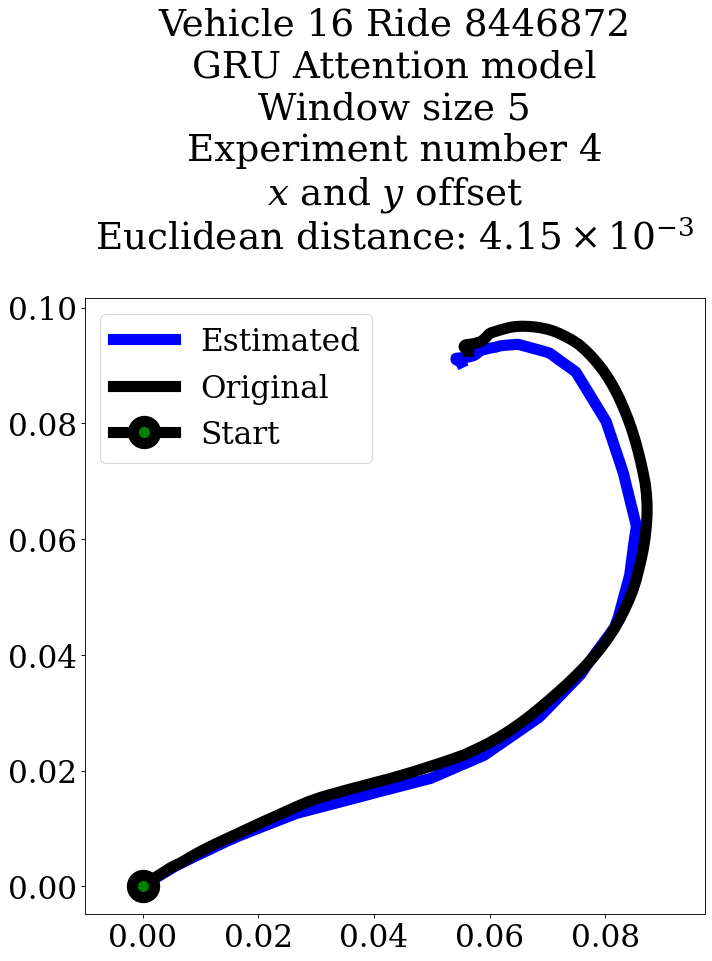 Vehicle 16 Ride 8446872
GRU Attention model
Window size 5
Experiment number 4
x and y offset
Euclidean distance: 4.15 × 10⁻³
0.10
0.08
0.06
0.04
0.02
0.00
Estimated
Original
Start
0.00 0.02 0.04 0.06 0.08